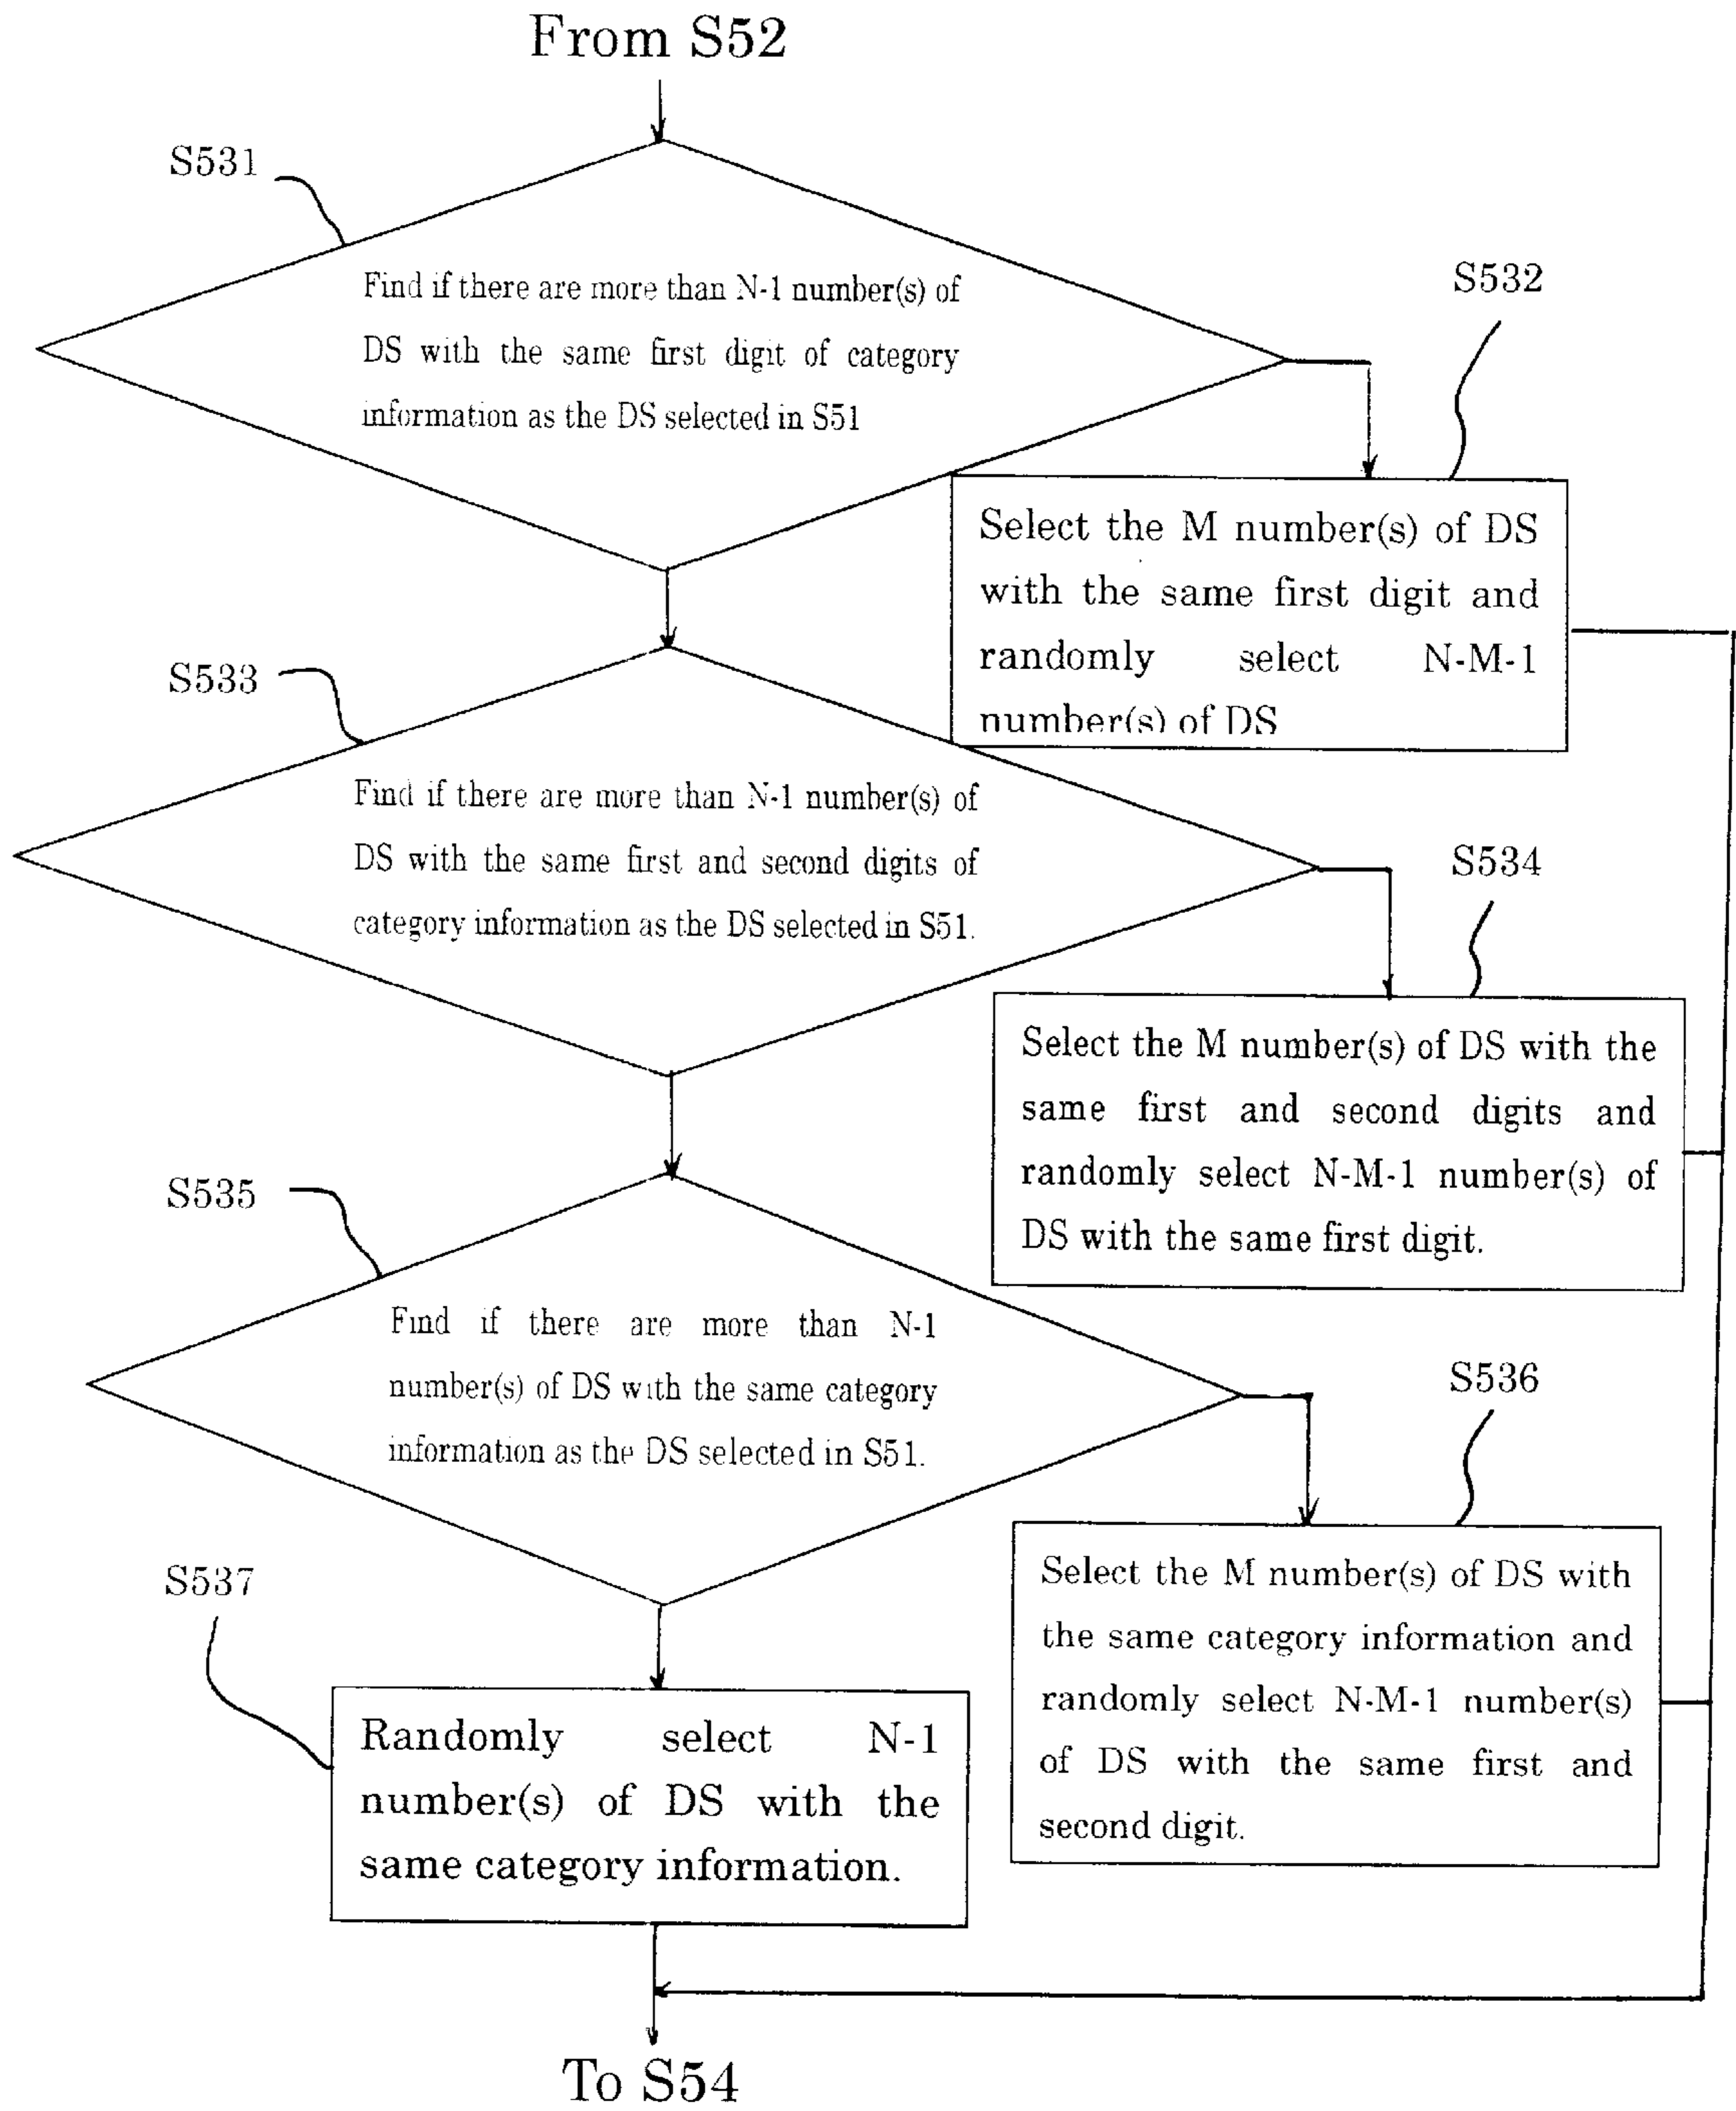 From S52
S531
Find if there are more than N-1 number(s) of
DS with the same first digit of category
information as the DS selected in S51
S532
Select the M number(s) of DS
with the same first digit and
randomly select N-M-1
number(s) of DS
S533
Find if there are more than N-1 number(s) of
DS with the same first and second digits of
category information as the DS selected in S51.
S534
Select the M number(s) of DS with the
same first and second digits and
randomly select N-M-1 number(s) of
DS with the same first digit.
S535
Find if there are more than N-1
number(s) of DS with the same category
information as the DS selected in S51.
S536
Select the M number(s) of DS with
the same category information and
randomly select N-M-1 number(s)
of DS with the same first and
second digit.
S537
Randomly select N-1
number(s) of DS with the
same category information.
To S54